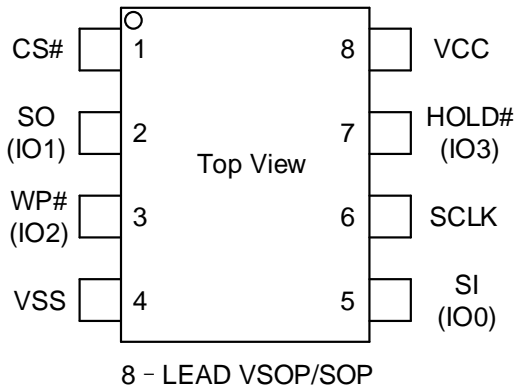 CS# 1 8 VCC
SO
(IO1) 2 7 HOLD#
(IO3)
Top View
WP#
(IO2) 3 6 SCLK
VSS 4 5 SI
(IO0)
8 – LEAD VSOP/SOP